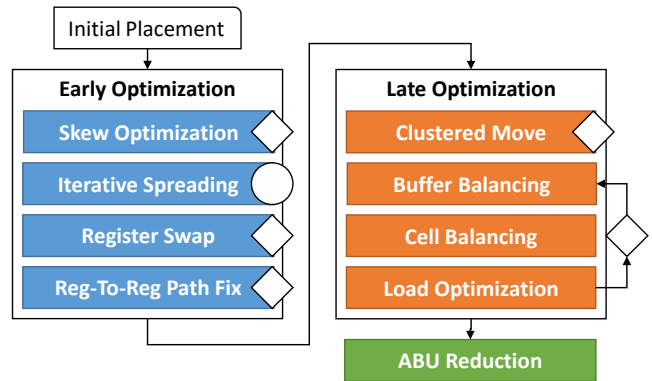 Initial Placement
Early Optimization
Skew Optimization
Iterative Spreading
Register Swap
Reg-To-Reg Path Fix
Late Optimization
Clustered Move
Buffer Balancing
Cell Balancing
Load Optimization
ABU Reduction